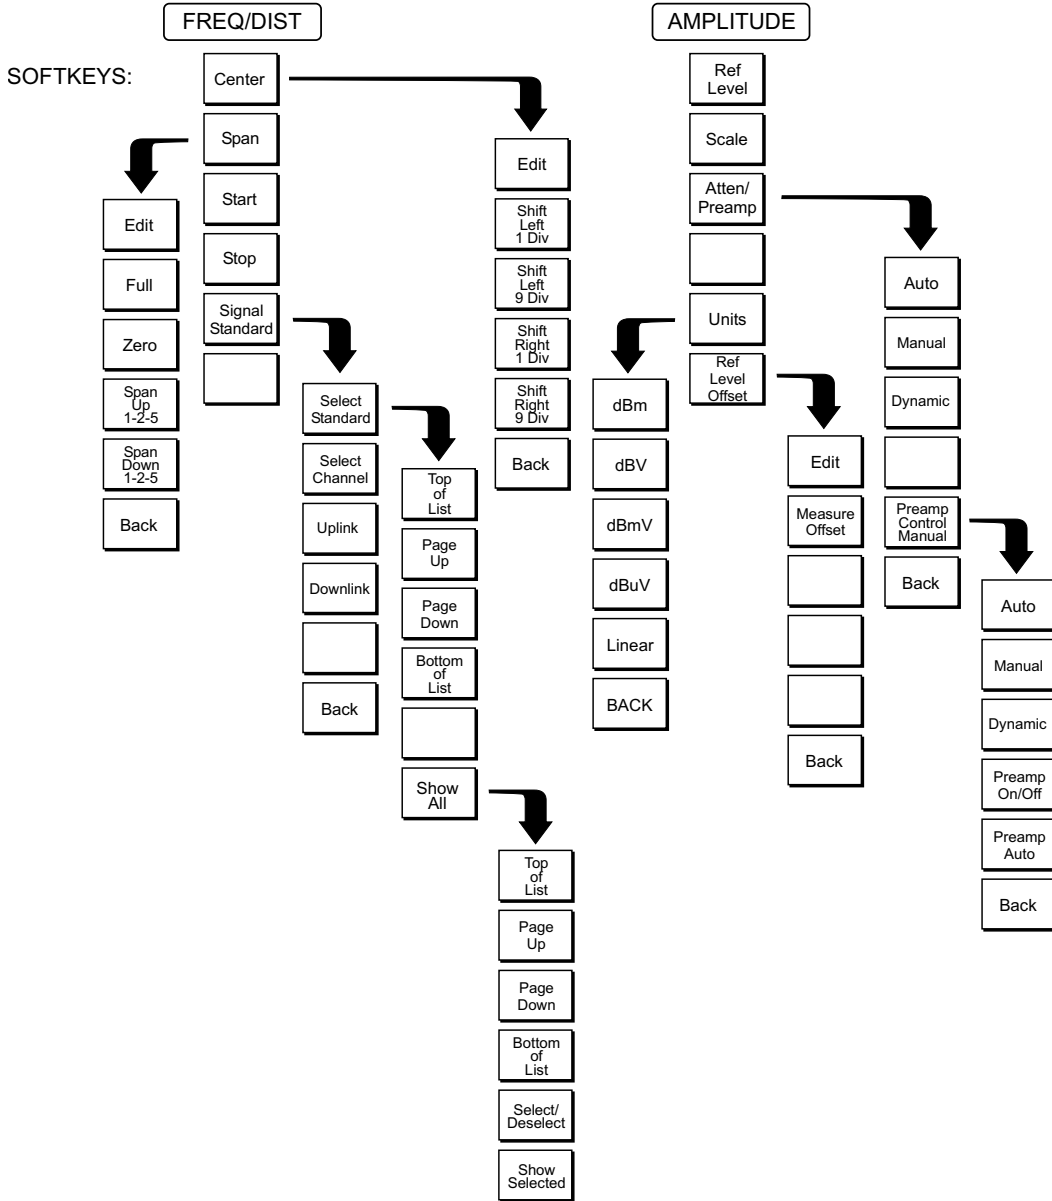 FREQ/DIST
AMPLITUDE
SOFTKEYS:
Center
Span
Start
Stop
Signal
Standard
Edit
Full
Zero
Span
Up
1-2-5
Span
Down
1-2-5
Back
Edit
Shift
Left
1 Div
Shift
Left
9 Div
Shift
Right
1 Div
Shift
Right
9 Div
Back
Select
Standard
Select
Channel
Uplink
Downlink
Back
Top
of
List
Page
Up
Page
Down
Bottom
of
List
Show
All
Top
of
List
Page
Up
Page
Down
Bottom
of
List
Select/
Deselect
Show
Selected
Ref
Level
Scale
Atten/
Preamp
Units
Ref
Level
Offset
dBm
dBV
dBmV
dBuV
Linear
BACK
Edit
Measure
Offset
Back
Auto
Manual
Dynamic
Preamp
Control
Manual
Back
Auto
Manual
Dynamic
Preamp
On/Off
Preamp
Auto
Back